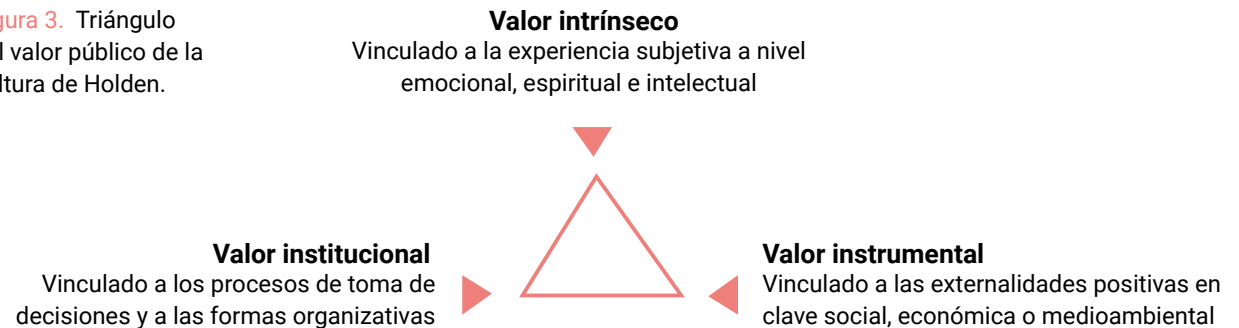 gura 3. Triángulo
l valor público de la
ltura de Holden.
Valor intrínseco
Vinculado a la experiencia subjetiva a nivel
emocional, espiritual e intelectual
Valor institucional
Vinculado a los procesos de toma de
decisiones y a las formas organizativas
Valor instrumental
Vinculado a las externalidades positivas en
clave social, económica o medioambiental